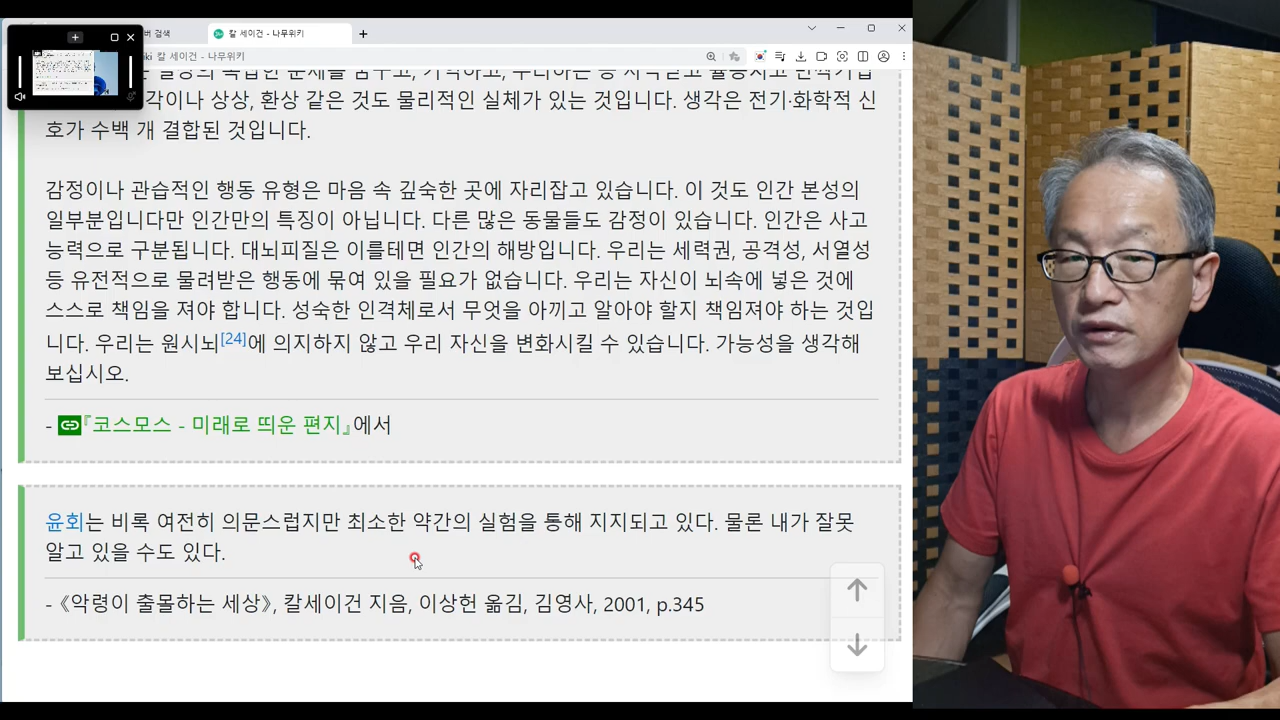 버 검색
칼 세이건 - 나무위키
iki 칼 세이건 - 나무위키
각이나 상상, 환상 같은 것도 물리적인 실체가 있는 것입니다. 생각은 전기·화학적 신
호가 수백 개 결합된 것입니다.
감정이나 관습적인 행동 유형은 마음 속 깊숙한 곳에 자리잡고 있습니다. 이 것도 인간 본성의
일부분입니다만 인간만의 특징이 아닙니다. 다른 많은 동물들도 감정이 있습니다. 인간은 사고
능력으로 구분됩니다. 대뇌피질은 이를테면 인간의 해방입니다. 우리는 세력권, 공격성, 서열성
등 유전적으로 물려받은 행동에 묶여 있을 필요가 없습니다. 우리는 자신이 뇌속에 넣은 것에
스스로 책임을 져야 합니다. 성숙한 인격체로서 무엇을 아끼고 알아야 할지 책임져야 하는 것입
니다. 우리는 원시뇌[24]에 의지하지 않고 우리 자신을 변화시킬 수 있습니다. 가능성을 생각해
보십시오.
- 『코스모스 - 미래로 띄운 편지』에서
윤회는 비록 여전히 의문스럽지만 최소한 약간의 실험을 통해 지지되고 있다. 물론 내가 잘못
알고 있을 수도 있다.
- 《악령이 출몰하는 세상》, 칼세이건 지음, 이상헌 옮김, 김영사, 2001, p.345